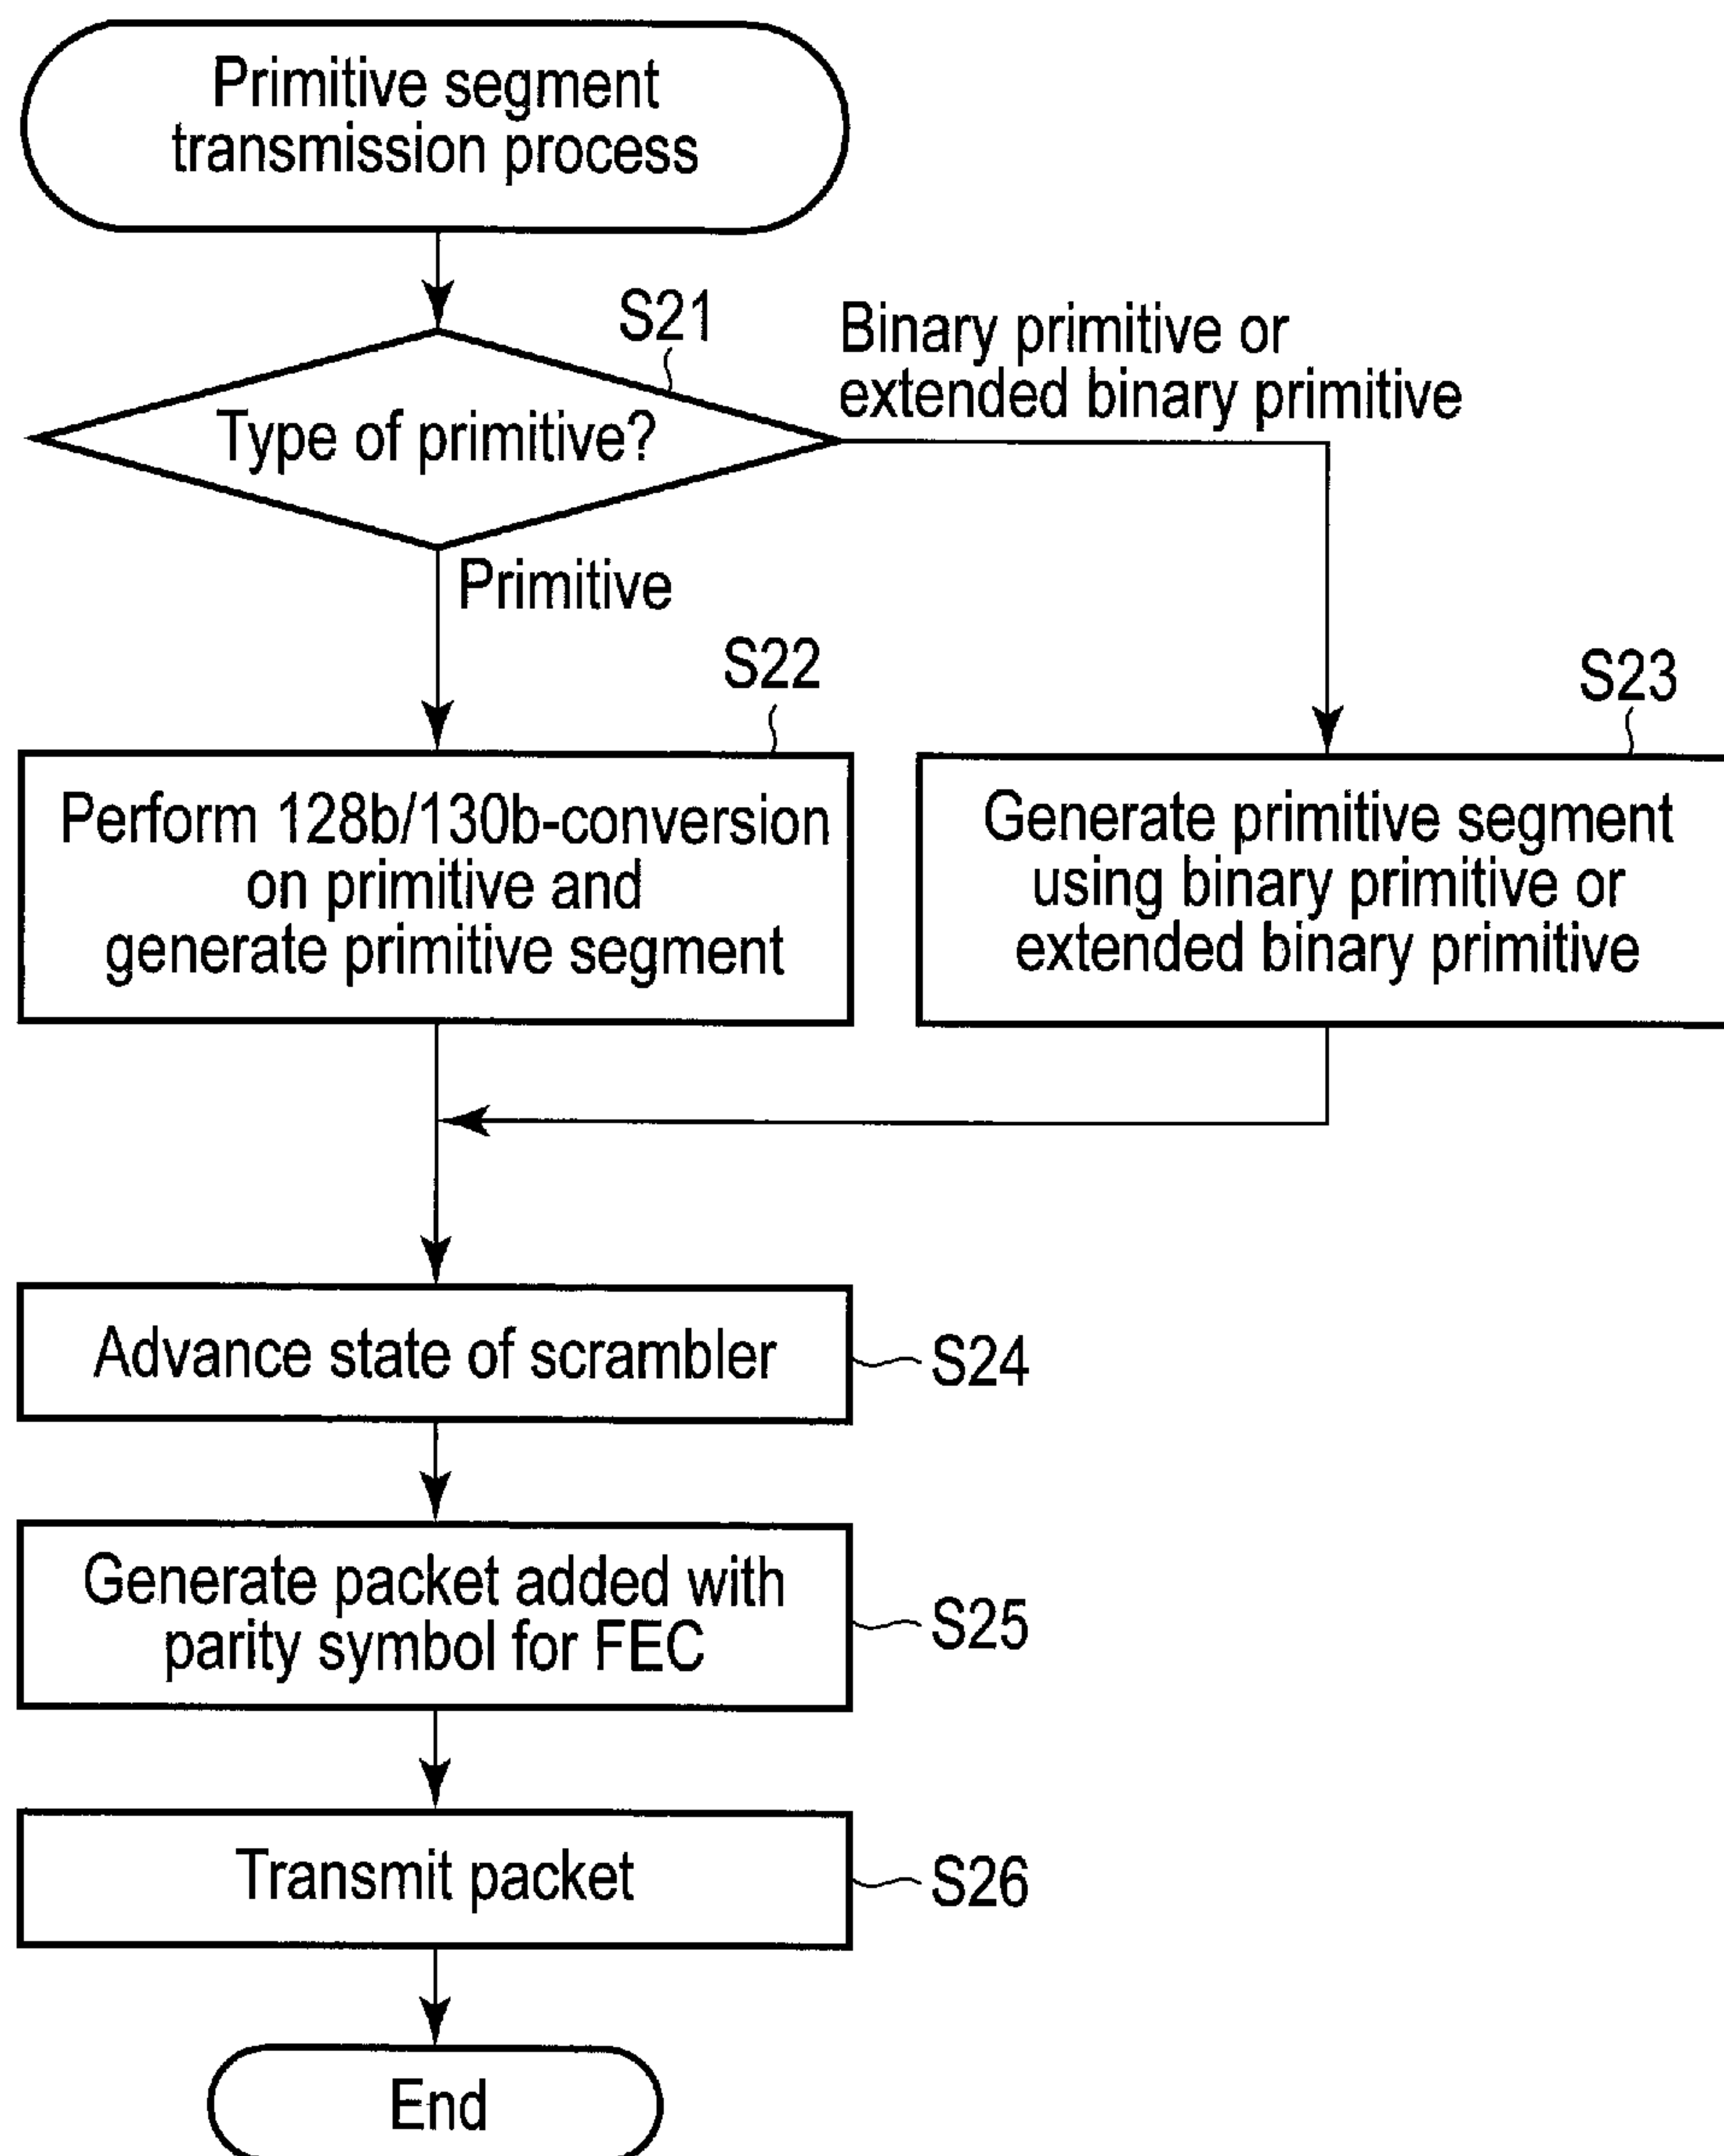 Primitive segment
transmission process
S21
Binary primitive or
extended binary primitive
Type of primitive?
Primitive
S22
S23
Perform 128b/130b-conversion
on primitive and
generate primitive segment
Generate primitive segment
using binary primitive or
extended binary primitive
Advance state of scrambler
S24
Generate packet added with
parity symbol for FEC
S25
Transmit packet
S26
End